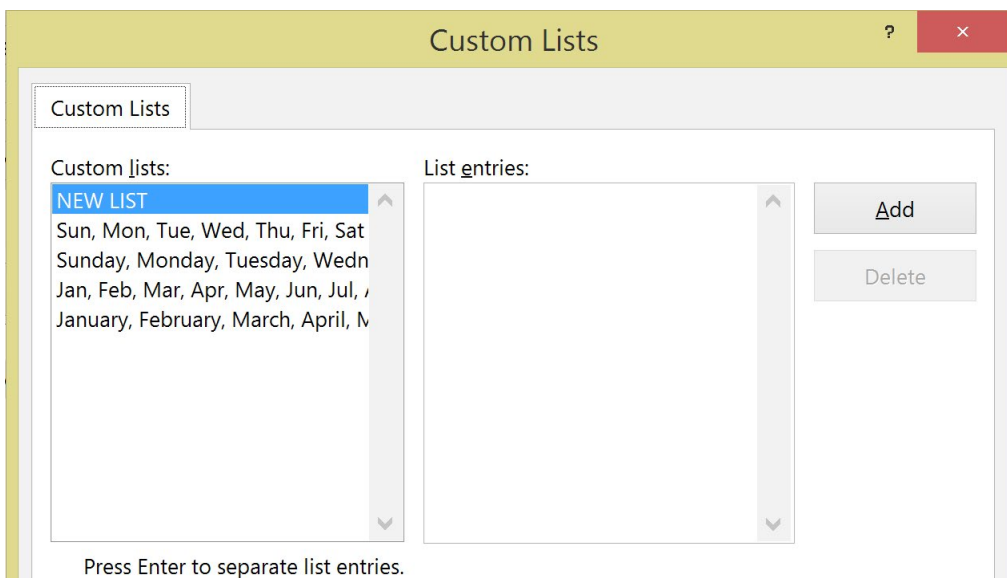 Custom Lists
?
×
Custom Lists
Custom lists:
List entries:
NEW LIST
Sun, Mon, Tue, Wed, Thu, Fri, Sat
Sunday, Monday, Tuesday, Wedn
Jan, Feb, Mar, Apr, May, Jun, Jul,
January, February, March, April, M
Add
Delete
Press Enter to separate list entries.